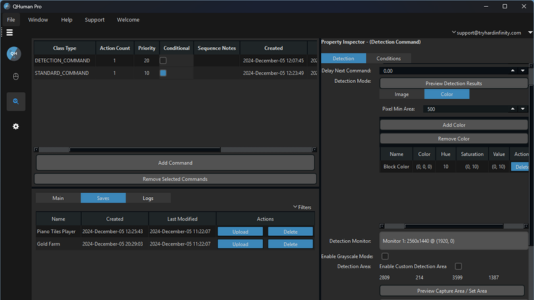 QHuman Pro
File Window Help Support Welcome
support@tryhardinfinity.com
Class Type Action Count Priority Conditional Sequence Notes Created
DETECTION_COMMAND 1 20 2024-December-05 12:07:45 20
STANDARD_COMMAND 1 10 2024-December-05 12:23:49 20
Add Command
Remove Selected Commands
Main Saves Logs
Filters
Name Created Last Modified Actions
Piano Tiles Player 2024-December-05 12:25:43 2024-December-05 11:22:07 Upload Delete
Gold Farm 2024-December-05 20:29:03 2024-December-05 11:22:07 Upload Delete
Property Inspector - (Detection Command)
Detection Conditions
Delay Next Command: 0.00
Detection Mode: Preview Detection Results
Image Color
Pixel Min Area: 500
Add Color
Remove Color
Name Color Hue Saturation Value Action
Block Color (0, 0, 0) 10 (0, 10) (0, 10)
Detection Monitor: Monitor 1: 2560x1440 @ (1920, 0)
Enable Grayscale Mode:
Detection Area: Enable Custom Detection Area
2809 214 3599 1387
Preview Capture Area / Set Area